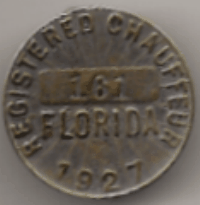 REGISTERED CHAUFFEUR
161
FLORIDA
1927